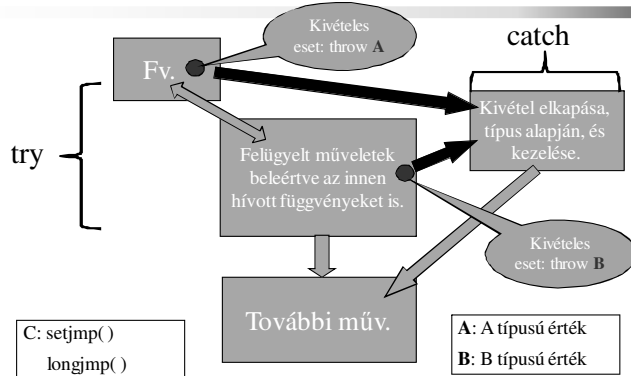 Kivételes
eset: throw A
catch
Fv.
Kivétel elkapása,
típus alapján, és
kezelése.
try
Felügyelt műveletek
beleértve az innen
hívott függvényeket is.
Kivételes
eset: throw B
További műv.
C: setjmp( )
longjmp( )
A: A típusú érték
B: B típusú érték